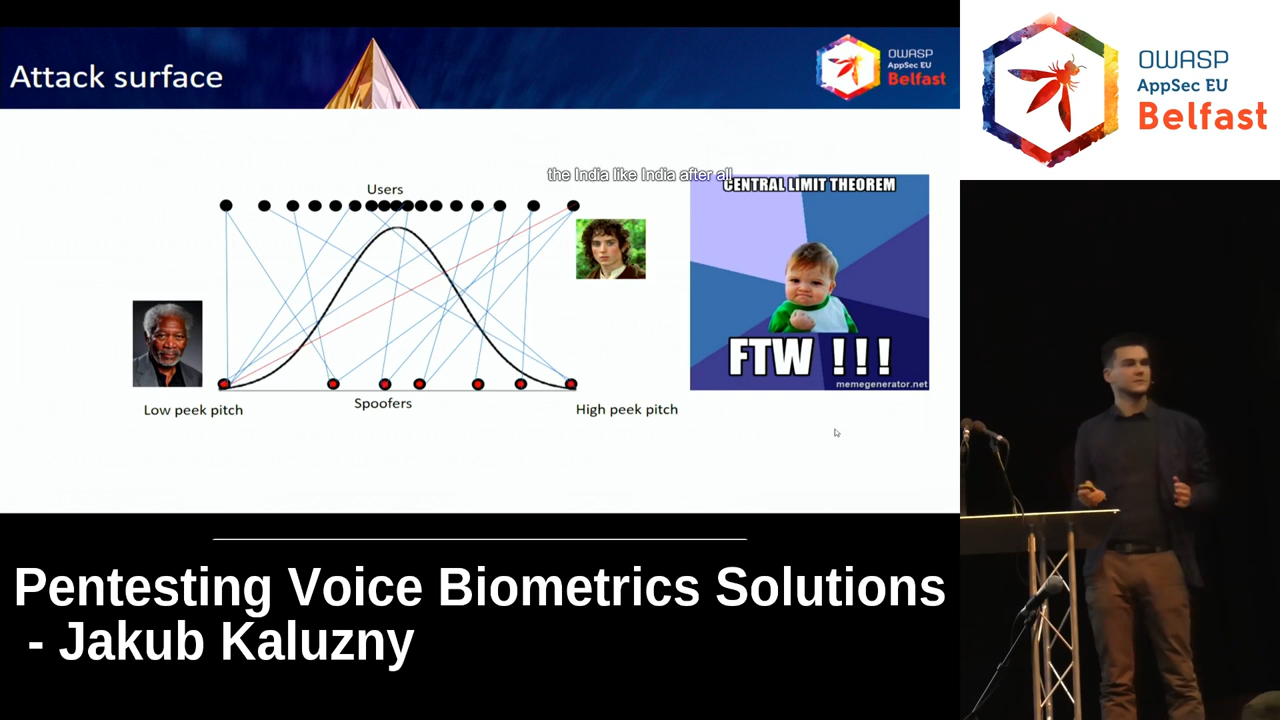 Attack surface
OWASP
AppSec EU
Belfast
OWASP
AppSec EU
Belfast
the India like India after all
Users
CENTRAL LIMIT THEOREM
FTW !!!
memegenerator.net
Low peek pitch
Spoofers
High peek pitch
Pentesting Voice Biometrics Solutions
- Jakub Kaluzny